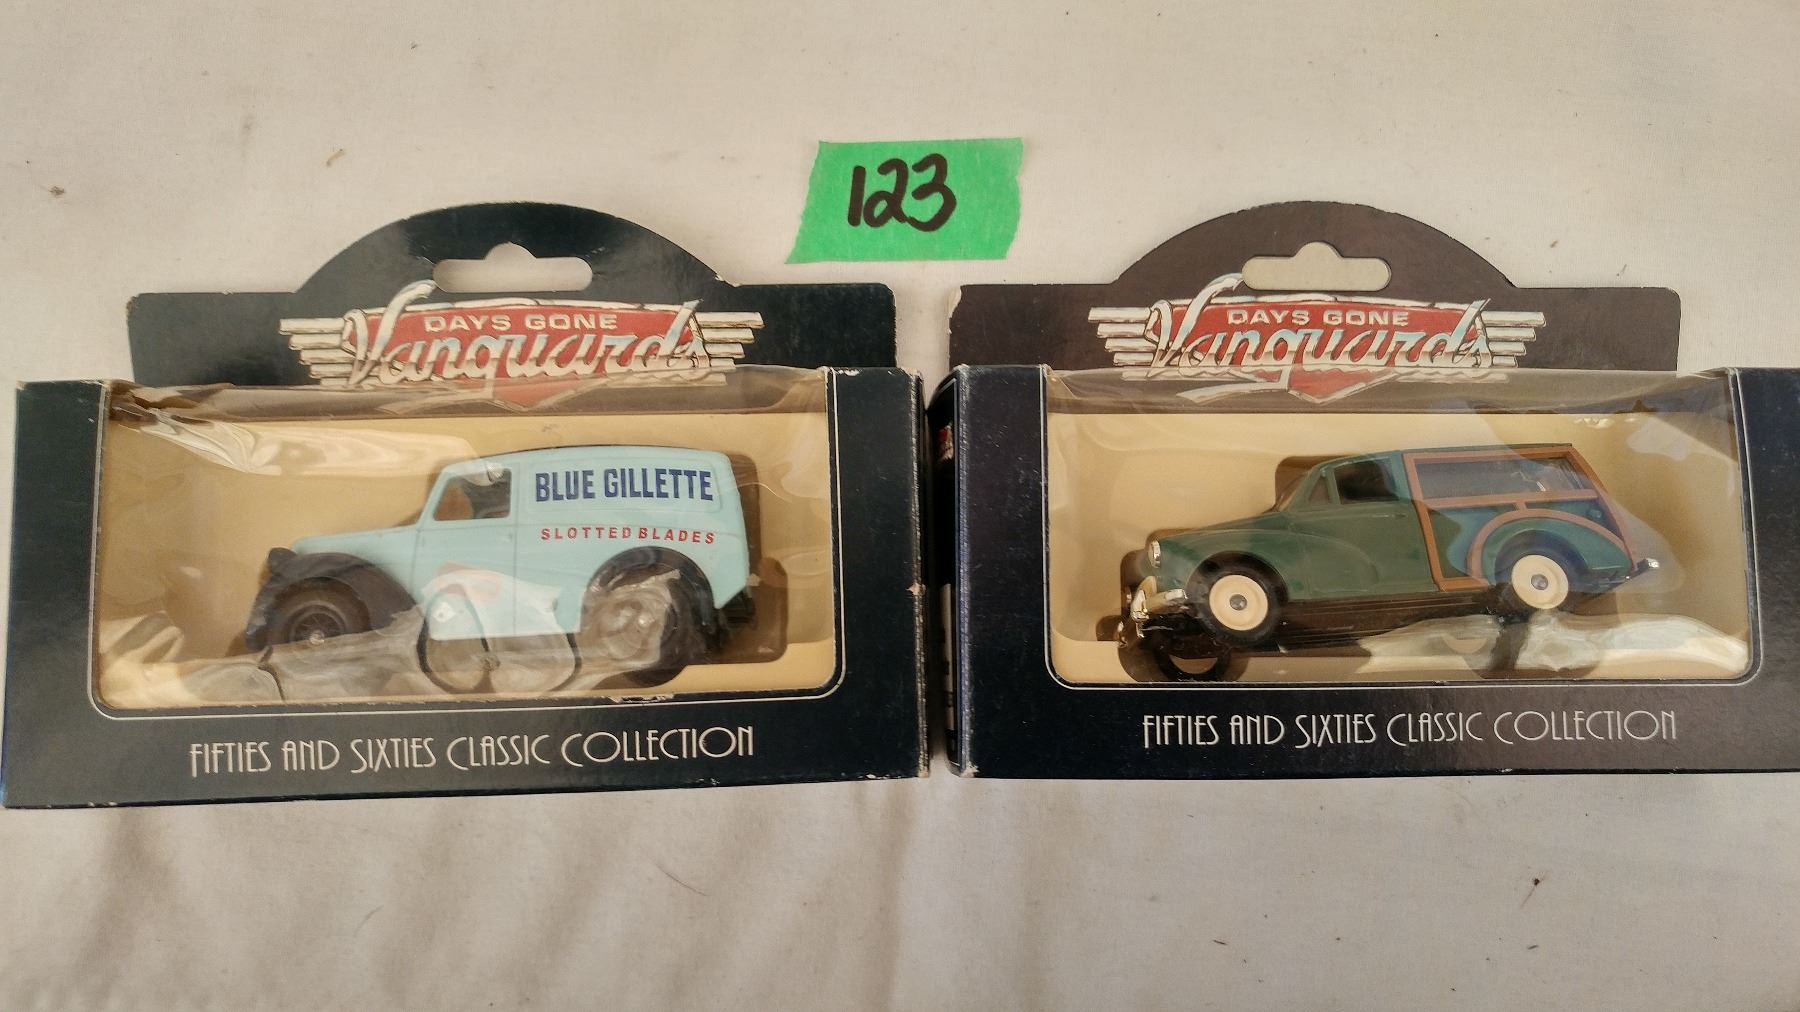 123
DAYS GONE
Vanguards
BLUE GILLETTE
SLOTTED BLADES
FIFTIES AND SIXTIES CLASSIC COLLECTION
DAYS GONE
Vanguards
FIFTIES AND SIXTIES CLASSIC COLLECTION